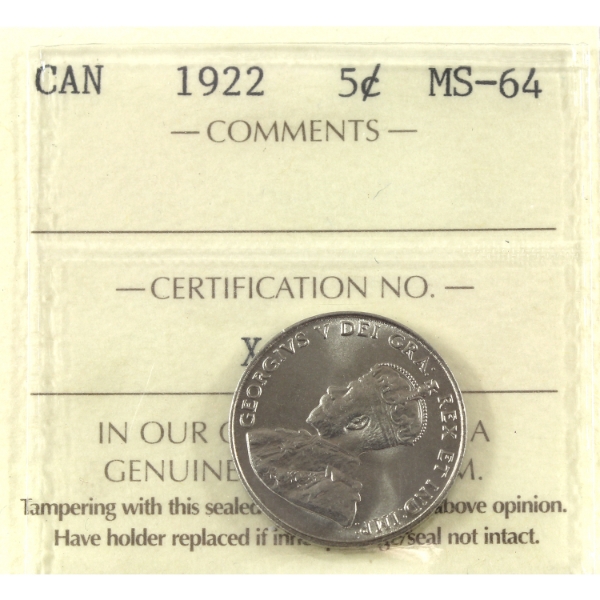 CAN 1922 5¢ MS-64
— COMMENTS —
— CERTIFICATION NO. —
X
IN OUR A
GENUINE M.
Tampering with this sealed above opinion.
Have holder replaced if seal not intact.
GEORGIVS V DEI GRA: REX ET IND: IMP: